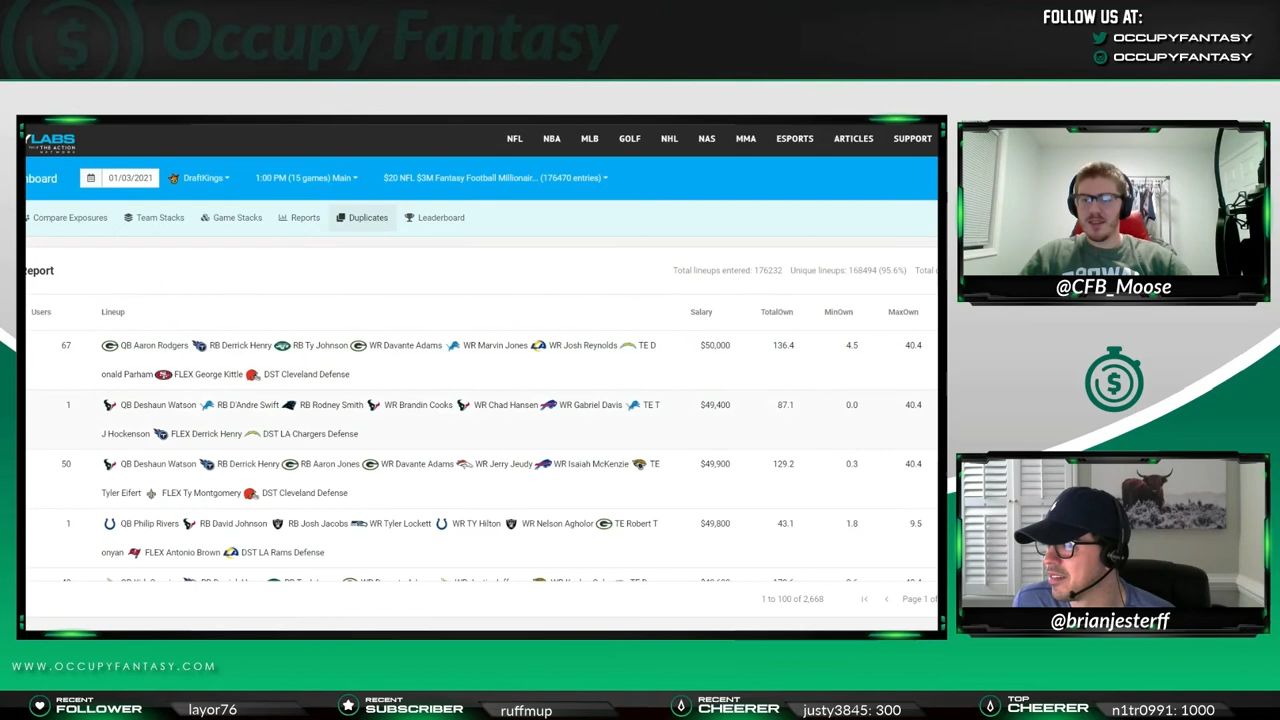 Occupy Fantasy
FOLLOW US AT:
OCCUPYFANTASY
OCCUPYFANTASY
LABS
THE ACTION
NETWORK
NFL NBA MLB GOLF NHL NAS MMA ESPORTS ARTICLES SUPPORT
hboard 01/03/2021 DraftKings 1:00 PM (15 games) Main $20 NFL $3M Fantasy Football Millionair... (176470 entries)
Compare Exposures Team Stacks Game Stacks Reports Duplicates Leaderboard
Report Total lineups entered: 176232 Unique lineups: 168494 (95.6%) Total
Users Lineup Salary TotalOwn MinOwn MaxOwn
67 QB Aaron Rodgers RB Derrick Henry RB Ty Johnson WR Davante Adams WR Marvin Jones WR Josh Reynolds TE D $50,000 136.4 4.5 40.4
onald Parham FLEX George Kittle DST Cleveland Defense
1 QB Deshaun Watson RB D'Andre Swift RB Rodney Smith WR Brandin Cooks WR Chad Hansen WR Gabriel Davis TE T $49,400 87.1 0.0 40.4
J Hockenson FLEX Derrick Henry DST LA Chargers Defense
50 QB Deshaun Watson RB Derrick Henry RB Aaron Jones WR Davante Adams WR Jerry Jeudy WR Isaiah McKenzie TE $49,900 129.2 0.3 40.4
Tyler Eifert FLEX Ty Montgomery DST Cleveland Defense
1 QB Philip Rivers RB David Johnson RB Josh Jacobs WR Tyler Lockett WR TY Hilton WR Nelson Agholor TE Robert T $49,800 43.1 1.8 9.5
onyan FLEX Antonio Brown DST LA Rams Defense
1 to 100 of 2,668 Page 1 of
@CFB_Moose
@brianjesterff
WWW.OCCUPYFANTASY.COM
RECENT FOLLOWER layor76 RECENT SUBSCRIBER ruffmup RECENT CHEERER justy3845: 300 TOP CHEERER n1tr0991: 1000